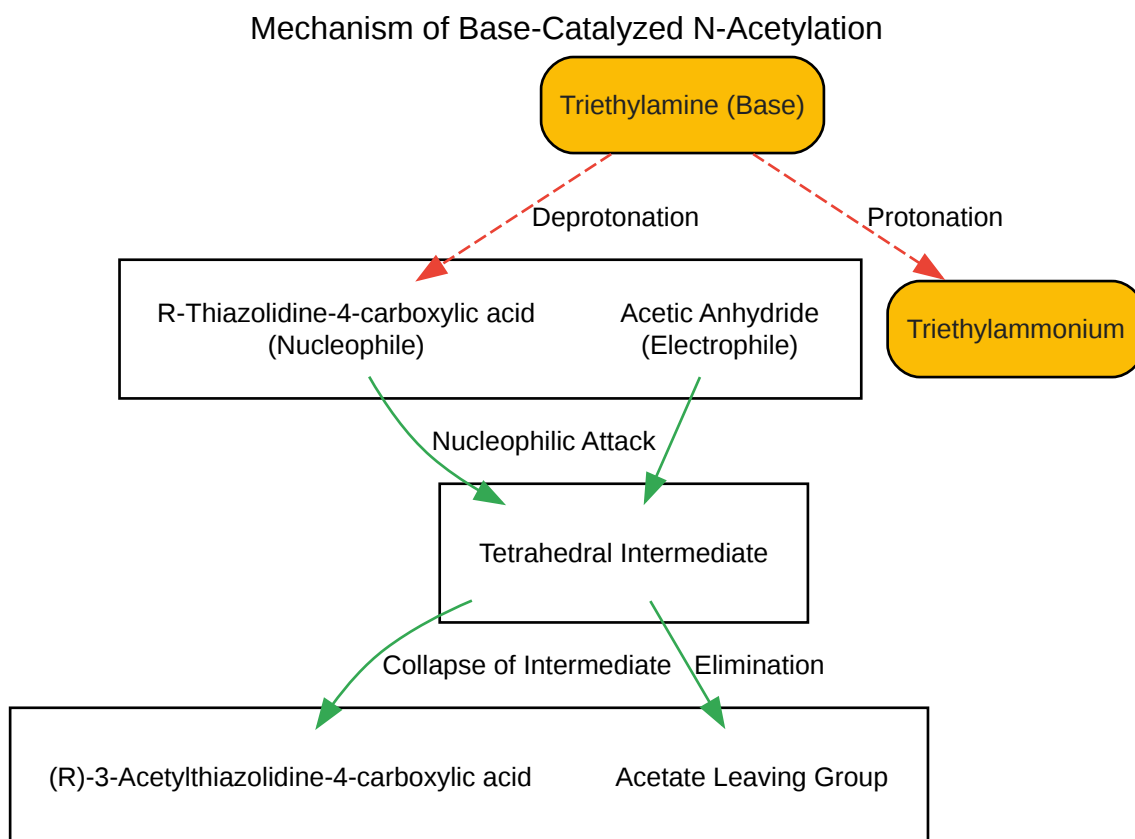 Mechanism of Base-Catalyzed N-Acetylation
Triethylamine (Base)
Deprotonation
Protonation
R-Thiazolidine-4-carboxylic acid
(Nucleophile)
Acetic Anhydride
(Electrophile)
Triethylammonium
Nucleophilic Attack
Tetrahedral Intermediate
Collapse of Intermediate
Elimination
(R)-3-Acetylthiazolidine-4-carboxylic acid
Acetate Leaving Group